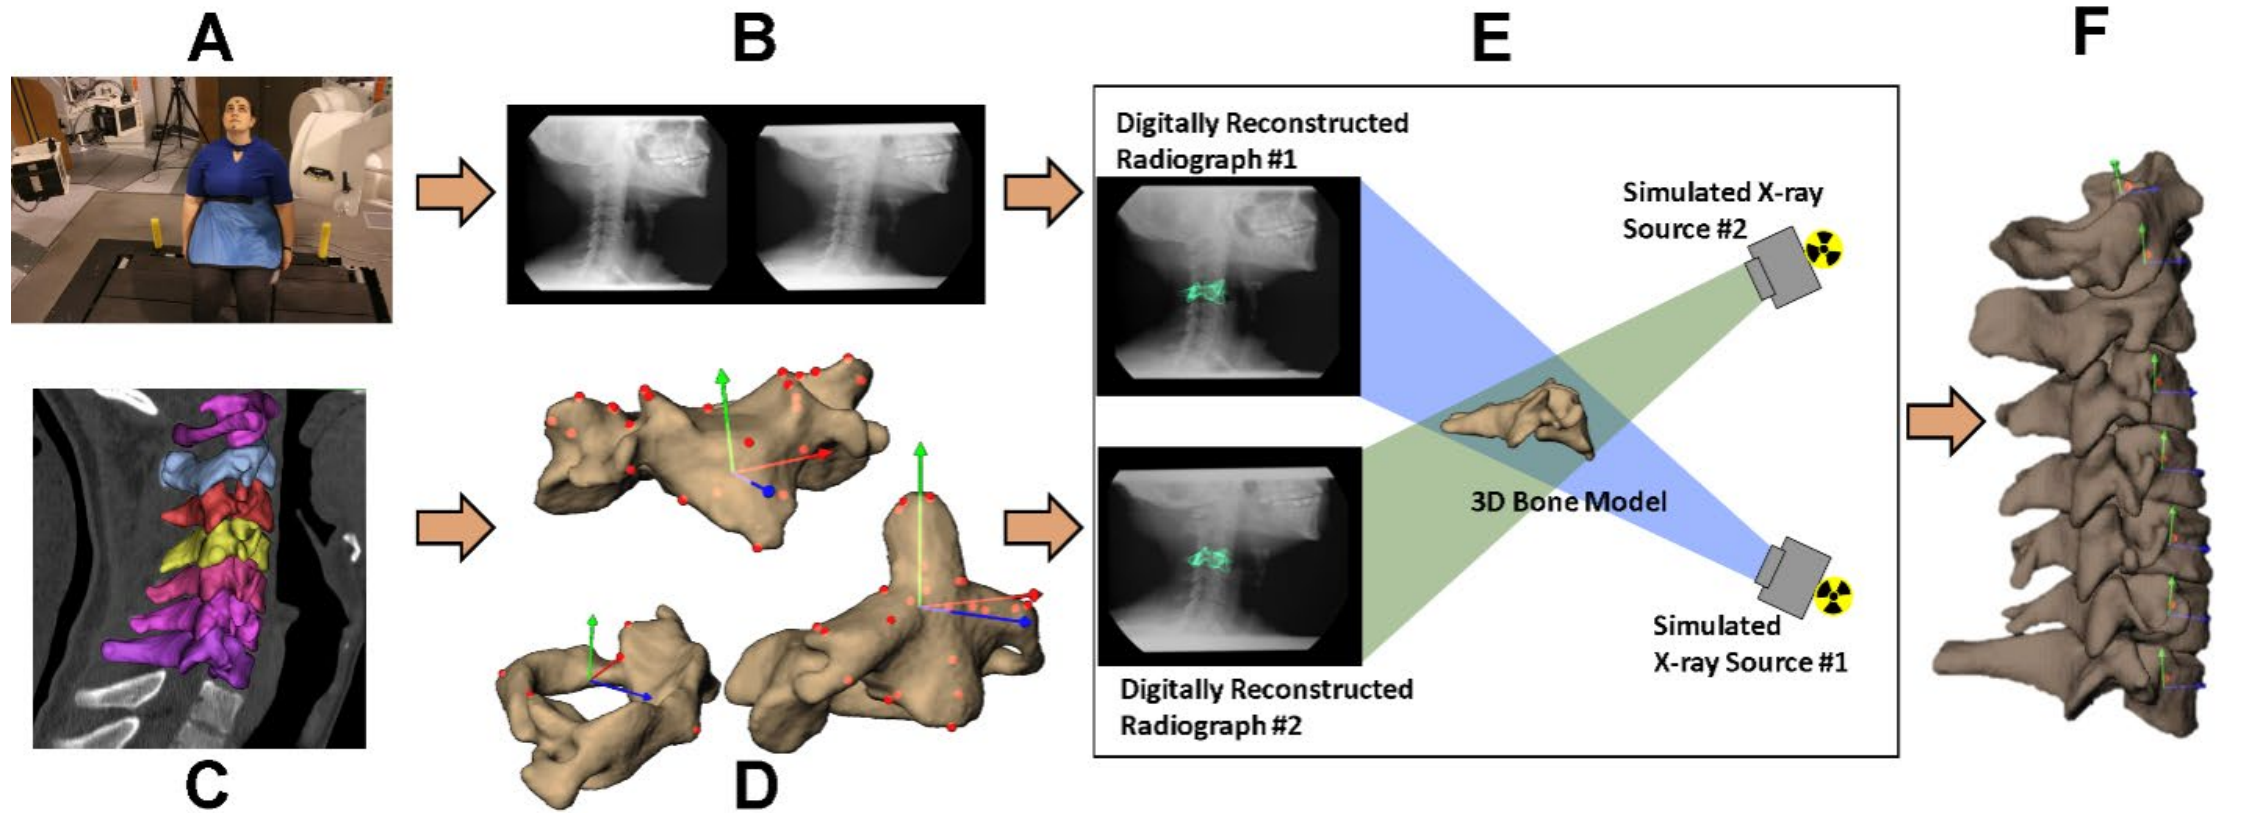 A
B
E
F
Digitally Reconstructed
Radiograph #1
Simulated X-ray
Source #2
3D Bone Model
Simulated
X-ray Source #1
Digitally Reconstructed
Radiograph #2
C
D